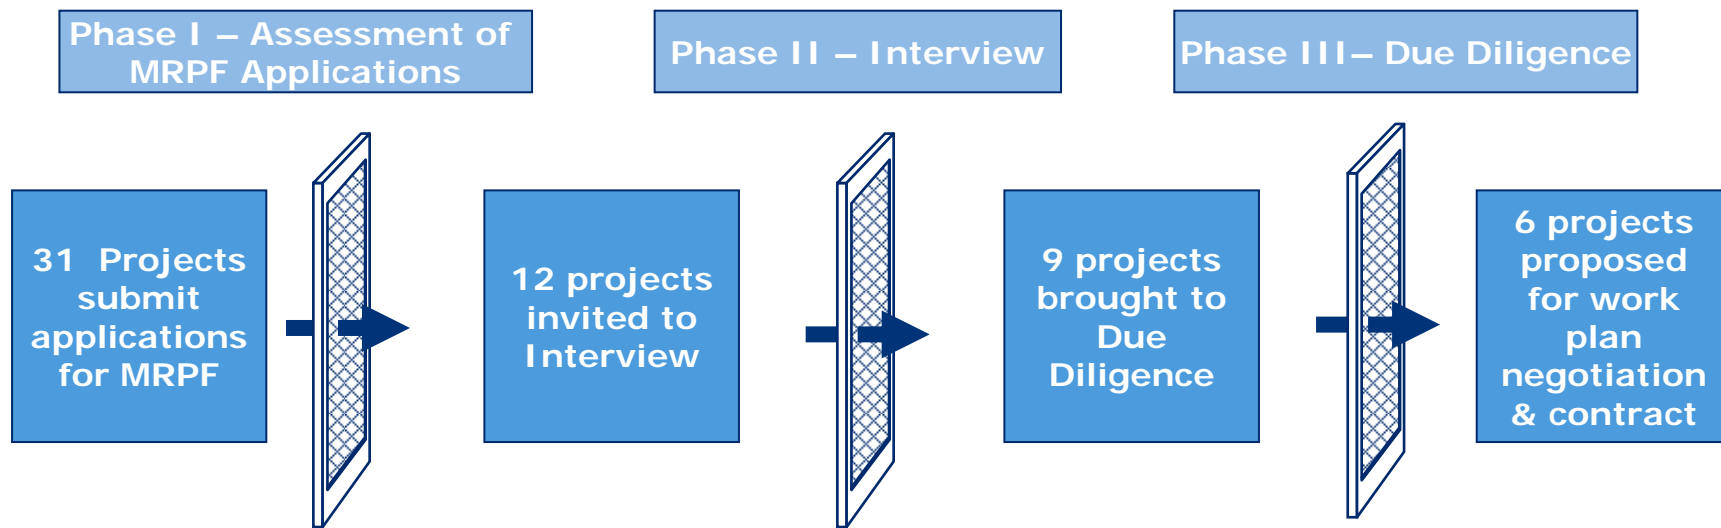 Phase I – Assessment of
MRPF Applications
Phase II – Interview
Phase III– Due Diligence
31 Projects
submit
applications
for MRPF
12 projects
invited to
Interview
9 projects
brought to
Due
Diligence
6 projects
proposed
for work
plan
negotiation
& contract